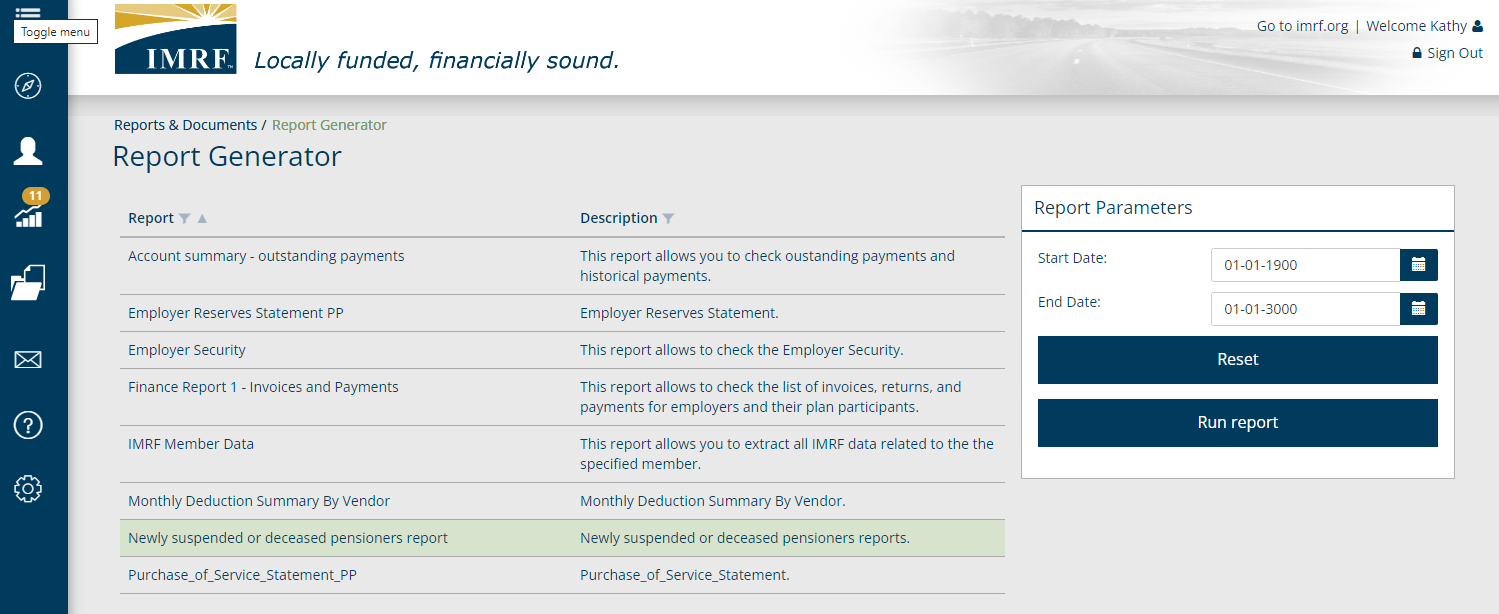 Toggle menu
IMRF™
Locally funded, financially sound.
Go to imrf.org | Welcome Kathy
Sign Out
11
Reports & Documents / Report Generator
Report Generator
Report
Description
Account summary - outstanding payments
This report allows you to check oustanding payments and
historical payments.
Employer Reserves Statement PP
Employer Reserves Statement.
Employer Security
This report allows to check the Employer Security.
Finance Report 1 - Invoices and Payments
This report allows to check the list of invoices, returns, and
payments for employers and their plan participants.
IMRF Member Data
This report allows you to extract all IMRF data related to the the
specified member.
Monthly Deduction Summary By Vendor
Monthly Deduction Summary By Vendor.
Newly suspended or deceased pensioners report
Newly suspended or deceased pensioners reports.
Purchase_of_Service_Statement_PP
Purchase_of_Service_Statement.
Report Parameters
Start Date:
01-01-1900
End Date:
01-01-3000
Reset
Run report